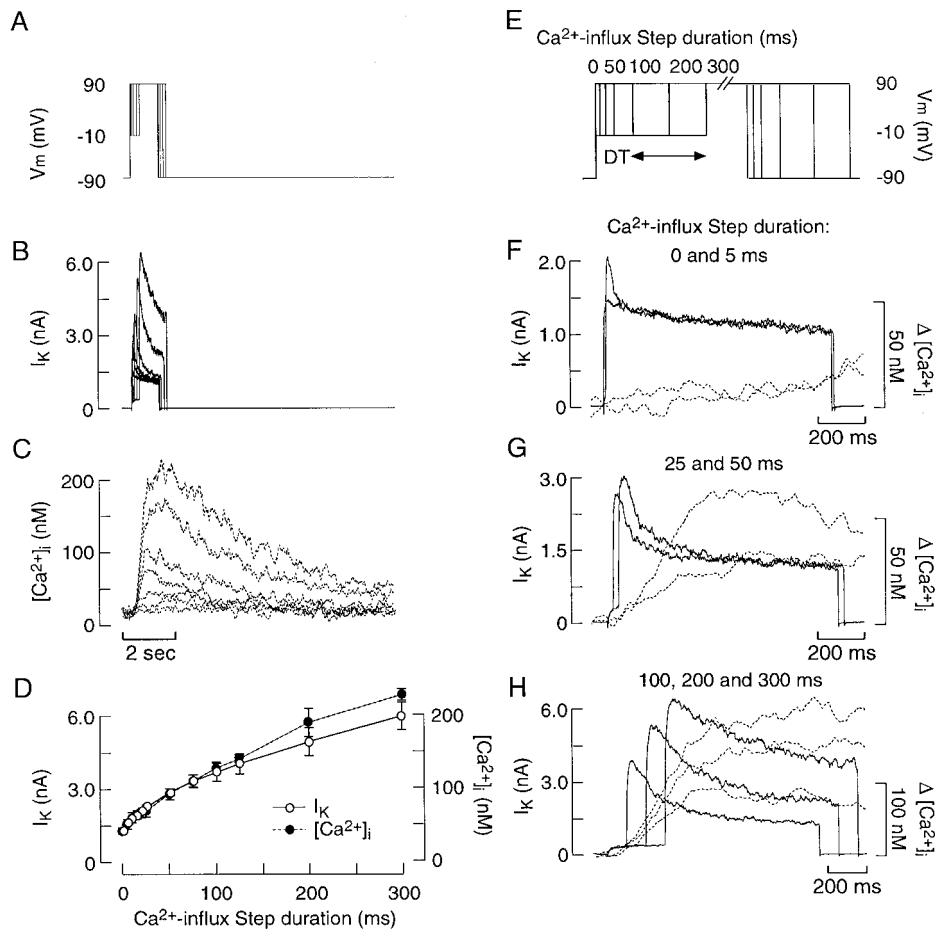 A
90
-10
-90
Vm (mV)
B
6.0
3.0
0
IK (nA)
C
200
100
50
0
[Ca2+]i (nM)
2 sec
D
6.0
3.0
0
IK (nA)
200
100
0
[Ca2+]i (nM)
IK
[Ca2+]i
0 50 100 200 300
Ca2+-influx Step duration (ms)
E
Ca2+-influx Step duration (ms)
0 50 100 200 300
DT
90
-10
-90
Vm (mV)
Ca2+-influx Step duration:
F
0 and 5 ms
2.0
1.0
0
IK (nA)
50 nM
Δ [Ca2+]i
200 ms
G
25 and 50 ms
3.0
1.5
0
IK (nA)
50 nM
Δ [Ca2+]i
200 ms
H
100, 200 and 300 ms
6.0
3.0
0
IK (nA)
100 nM
Δ [Ca2+]i
200 ms